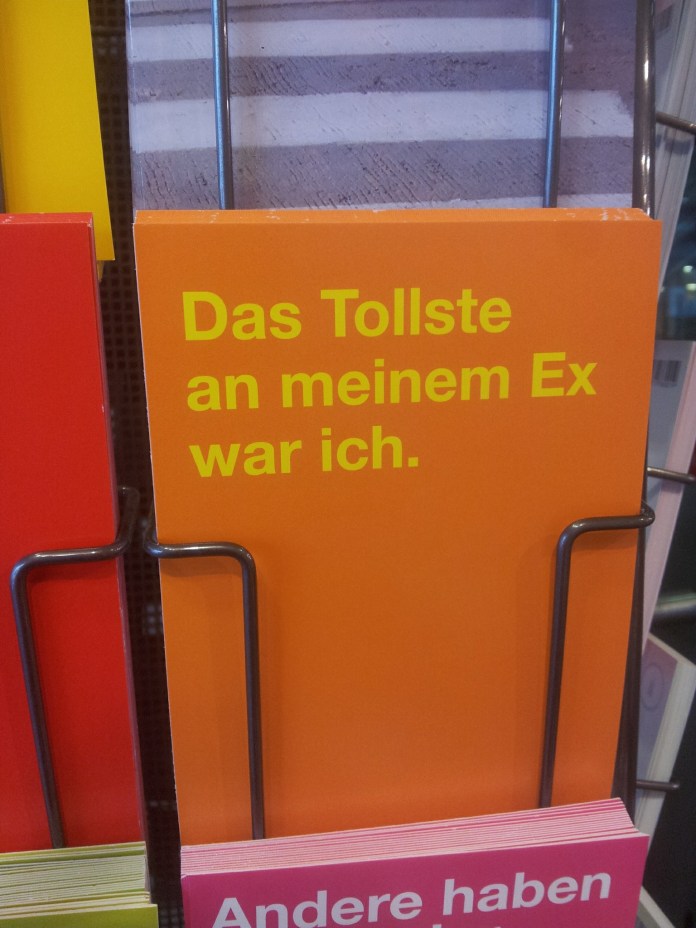 Das Tollste
an meinem Ex
war ich.
Andere haben